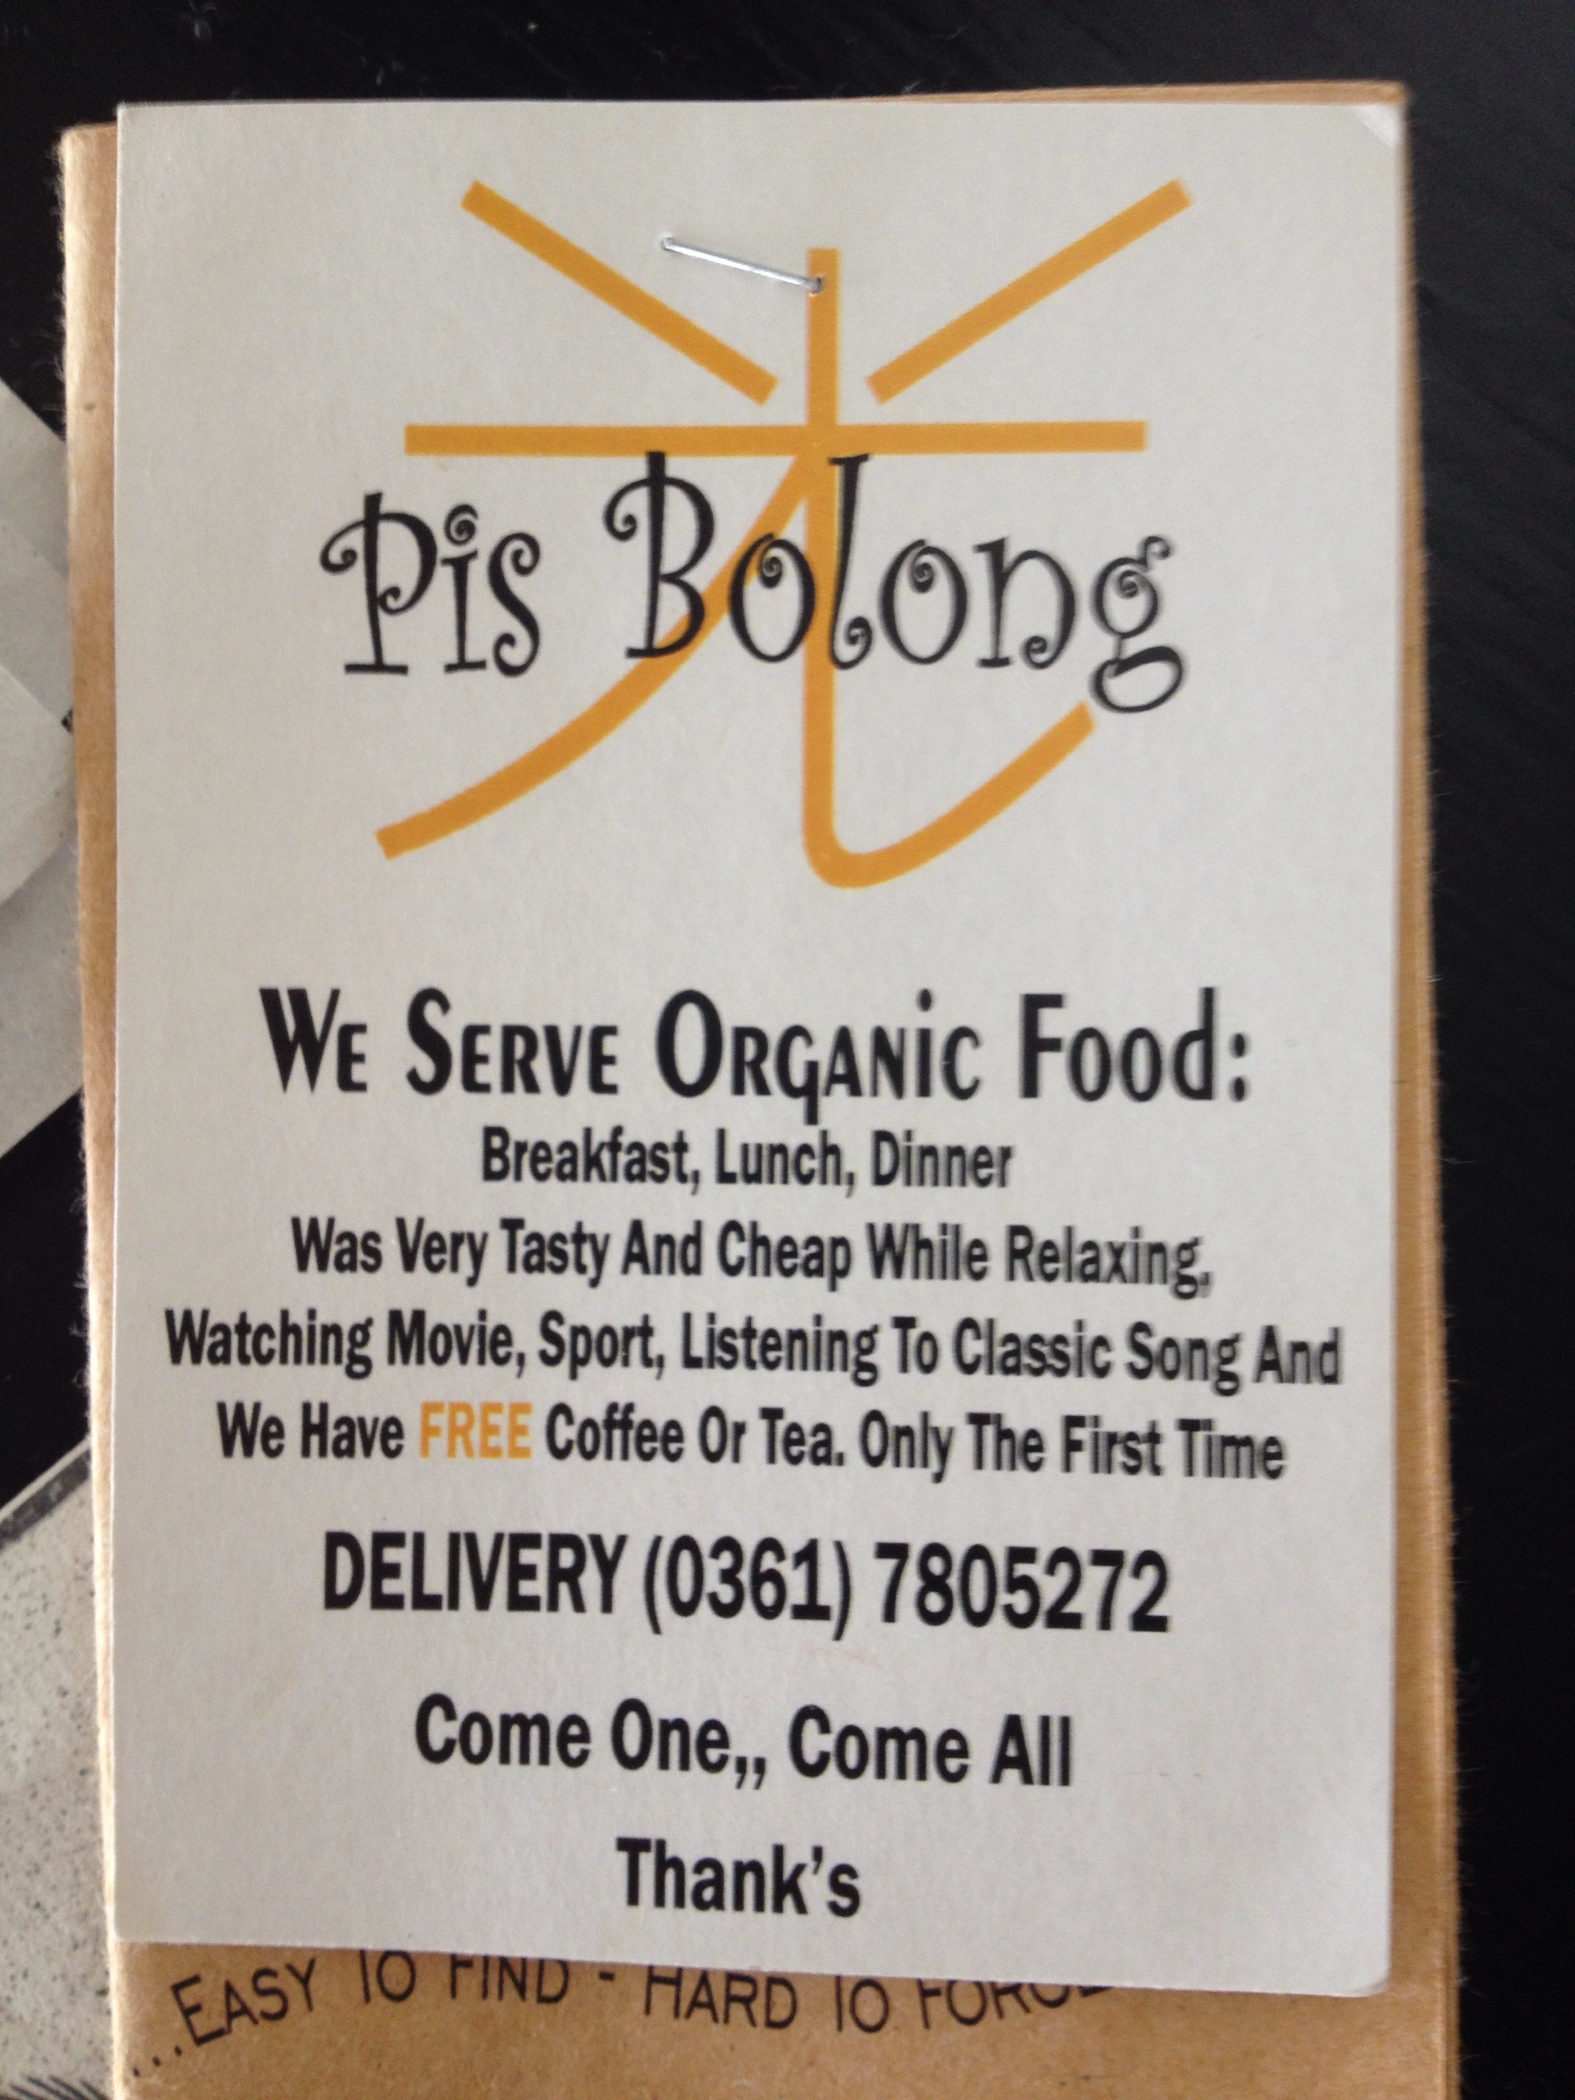 光
Pis Bolong
We Serve Organic Food:
Breakfast, Lunch, Dinner
Was Very Tasty And Cheap While Relaxing,
Watching Movie, Sport, Listening To Classic Song And
We Have FREE Coffee Or Tea. Only The First Time
DELIVERY (0361) 7805272
Come One,, Come All
Thank's
...EASY TO FIND - HARD TO